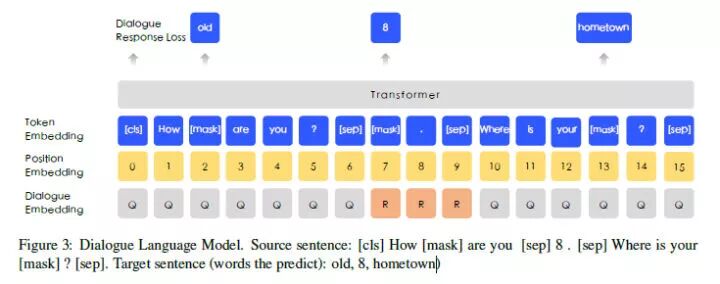 Dialogue
Response Loss
old
8
hometown
Transformer
Token
Embedding
[cls] How [mask] are you ? [sep] [mask] . [sep] Where is your [mask] ? [sep]
Position
Embedding
0 1 2 3 4 5 6 7 8 9 10 11 12 13 14 15
Dialogue
Embedding
Q Q Q Q Q Q Q R R R Q Q Q Q Q Q
Figure 3: Dialogue Language Model. Source sentence: [cls] How [mask] are you [sep] 8 . [sep] Where is your
[mask] ? [sep]. Target sentence (words the predict): old, 8, hometown)